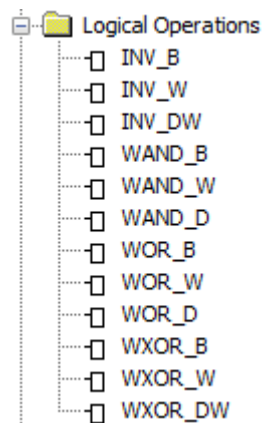 Logical Operations
INV_B
INV_W
INV_DW
WAND_B
WAND_W
WAND_D
WOR_B
WOR_W
WOR_D
WXOR_B
WXOR_W
WXOR_DW